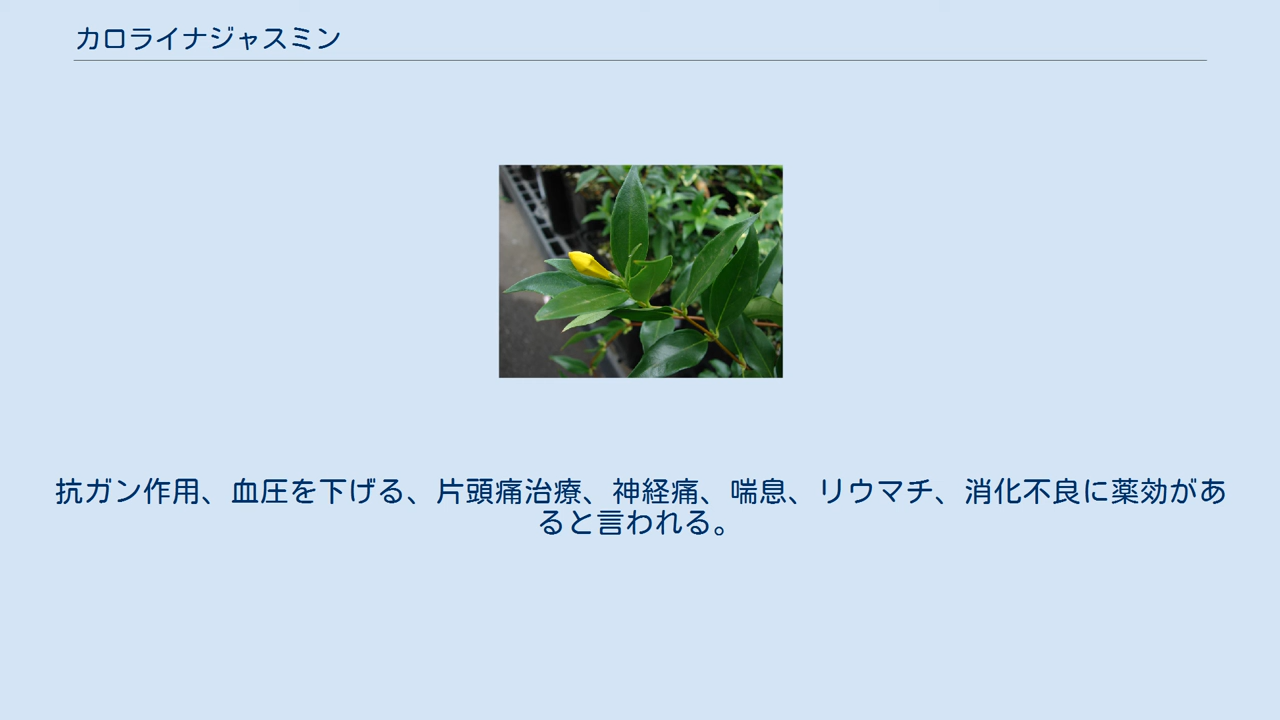 カロライナジャスミン
抗ガン作用、血圧を下げる、片頭痛治療、神経痛、喘息、リウマチ、消化不良に薬効があ
ると言われる。